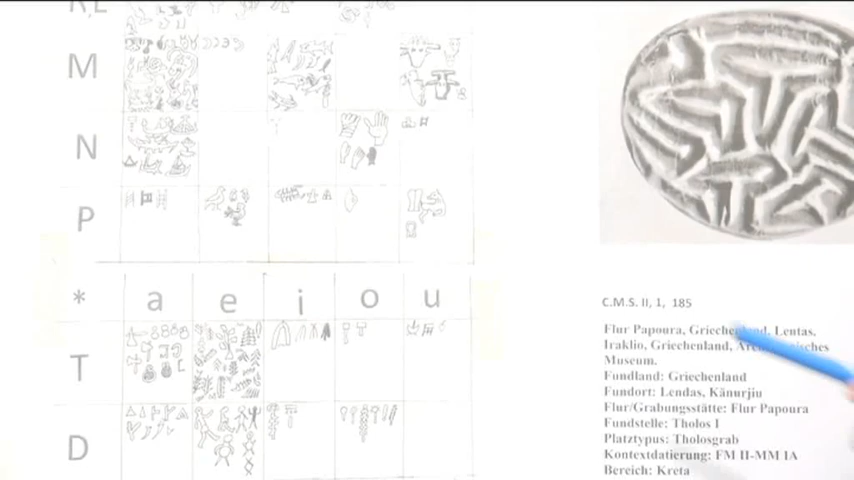 M
N
P
* a e i o u
T
D
C.M.S. II, 1, 185
Flur Papoura, Griechenland, Lentas,
Iraklio, Griechenland,
Museum.
Fundland: Griechenland
Fundort: Lendas, Känurjiu
Flur/Grabungsstätte: Flur Papoura
Fundstelle: Tholos I
Platztypus: Tholosgrab
Kontextdatierung: FM II-MM IA
Bereich: Kreta